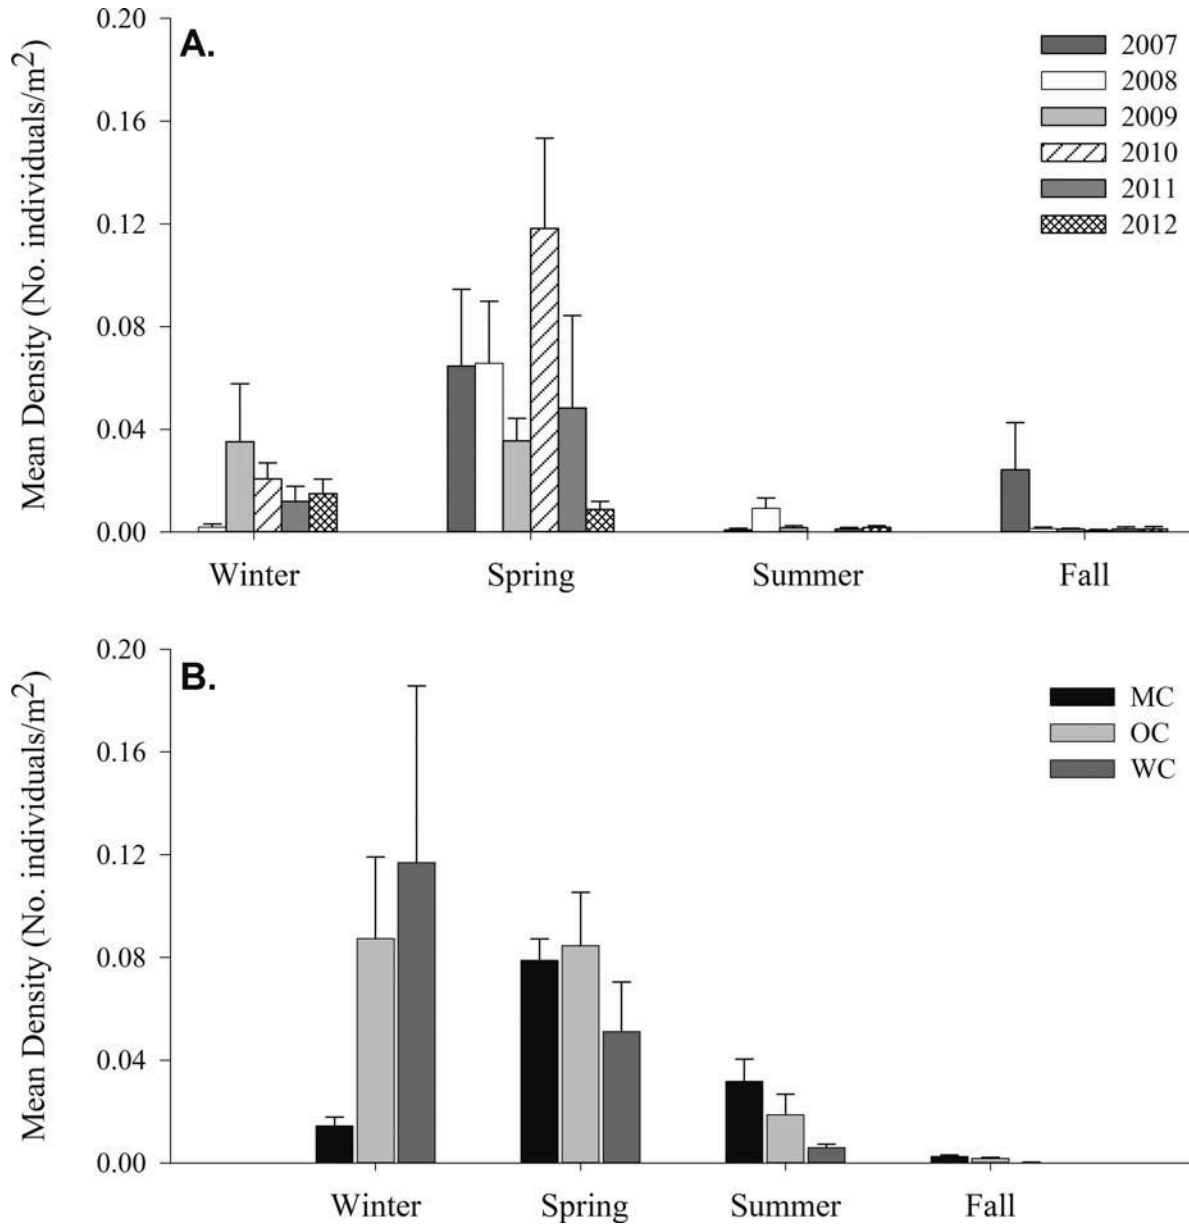 A.
Mean Density (No. individuals/m²)
0.20
0.16
0.12
0.08
0.04
0.00
2007
2008
2009
2010
2011
2012
Winter Spring Summer Fall
B.
Mean Density (No. individuals/m²)
0.20
0.16
0.12
0.08
0.04
0.00
MC
OC
WC
Winter Spring Summer Fall